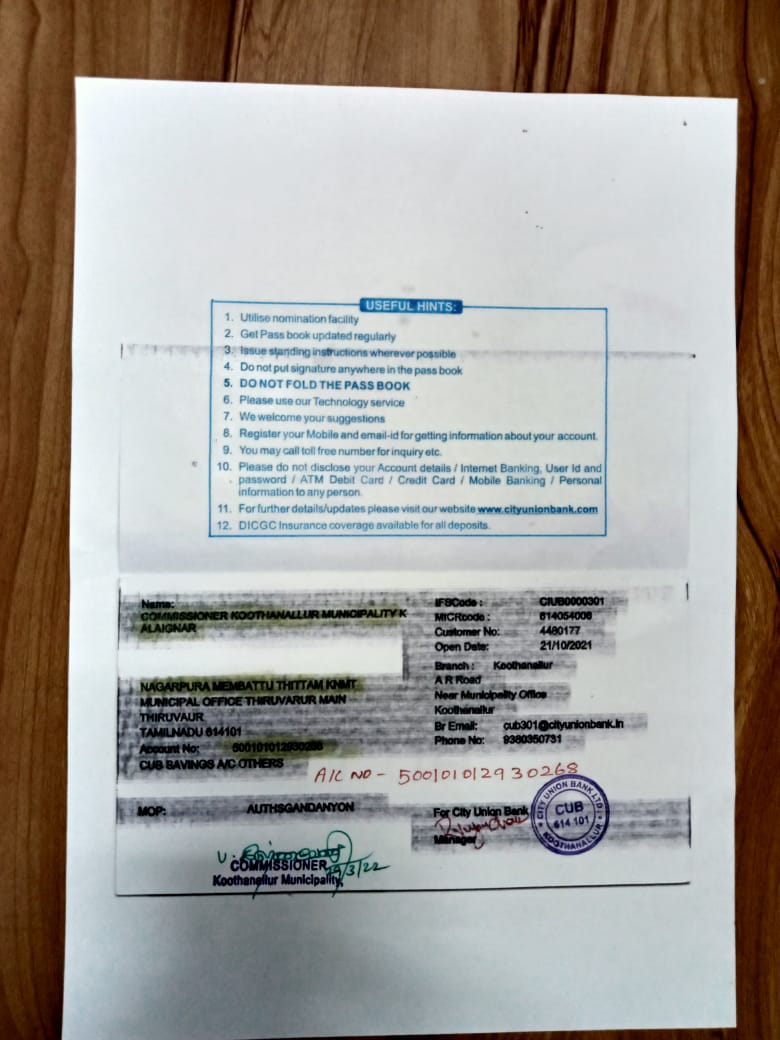 USEFUL HINTS:
1. Utilise nomination facility
2. Get Pass book updated regularly
3. Issue standing instructions wherever possible
4. Do not put signature anywhere in the pass book
5. DO NOT FOLD THE PASS BOOK
6. Please use our Technology service
7. We welcome your suggestions
8. Register your Mobile and email-id for getting information about your account.
9. You may call toll free number for inquiry etc.
10. Please do not disclose your Account details / Internet Banking, User Id and
password / ATM Debit Card / Credit Card / Mobile Banking / Personal
information to any person.
11. For further details/updates please visit our website www.cityunionbank.com
12. DICGC Insurance coverage available for all deposits.
Name:
COMMISSIONER KOOTHANALLUR MUNICIPALITY K
ALAIGNAR
NAGARPURA MEMBATTU THITTAM KNMT
MUNICIPAL OFFICE THIRUVARUR MAIN
THIRUVAUR
TAMILNADU 614101
Account No:
CUB SAVINGS A/C OTHERS
IFSCode : CIUB0000301
MICRcode : 614054006
Customer No: 4480177
Open Date: 21/10/2021
Branch : Koothanallur
A R Road
Near Municipality Office
Koothanallur
Br Email: cub301@cityunionbank.in
Phone No: 9380350731
A/C NO - 500101012930268
MOP: AUTHSGANDANYON
For City Union Bank
Manager
CITY UNION BANK LTD.
CUB
614 101
KOOTHANALLUR
29/3/22
COMMISSIONER
Koothanallur Municipality,